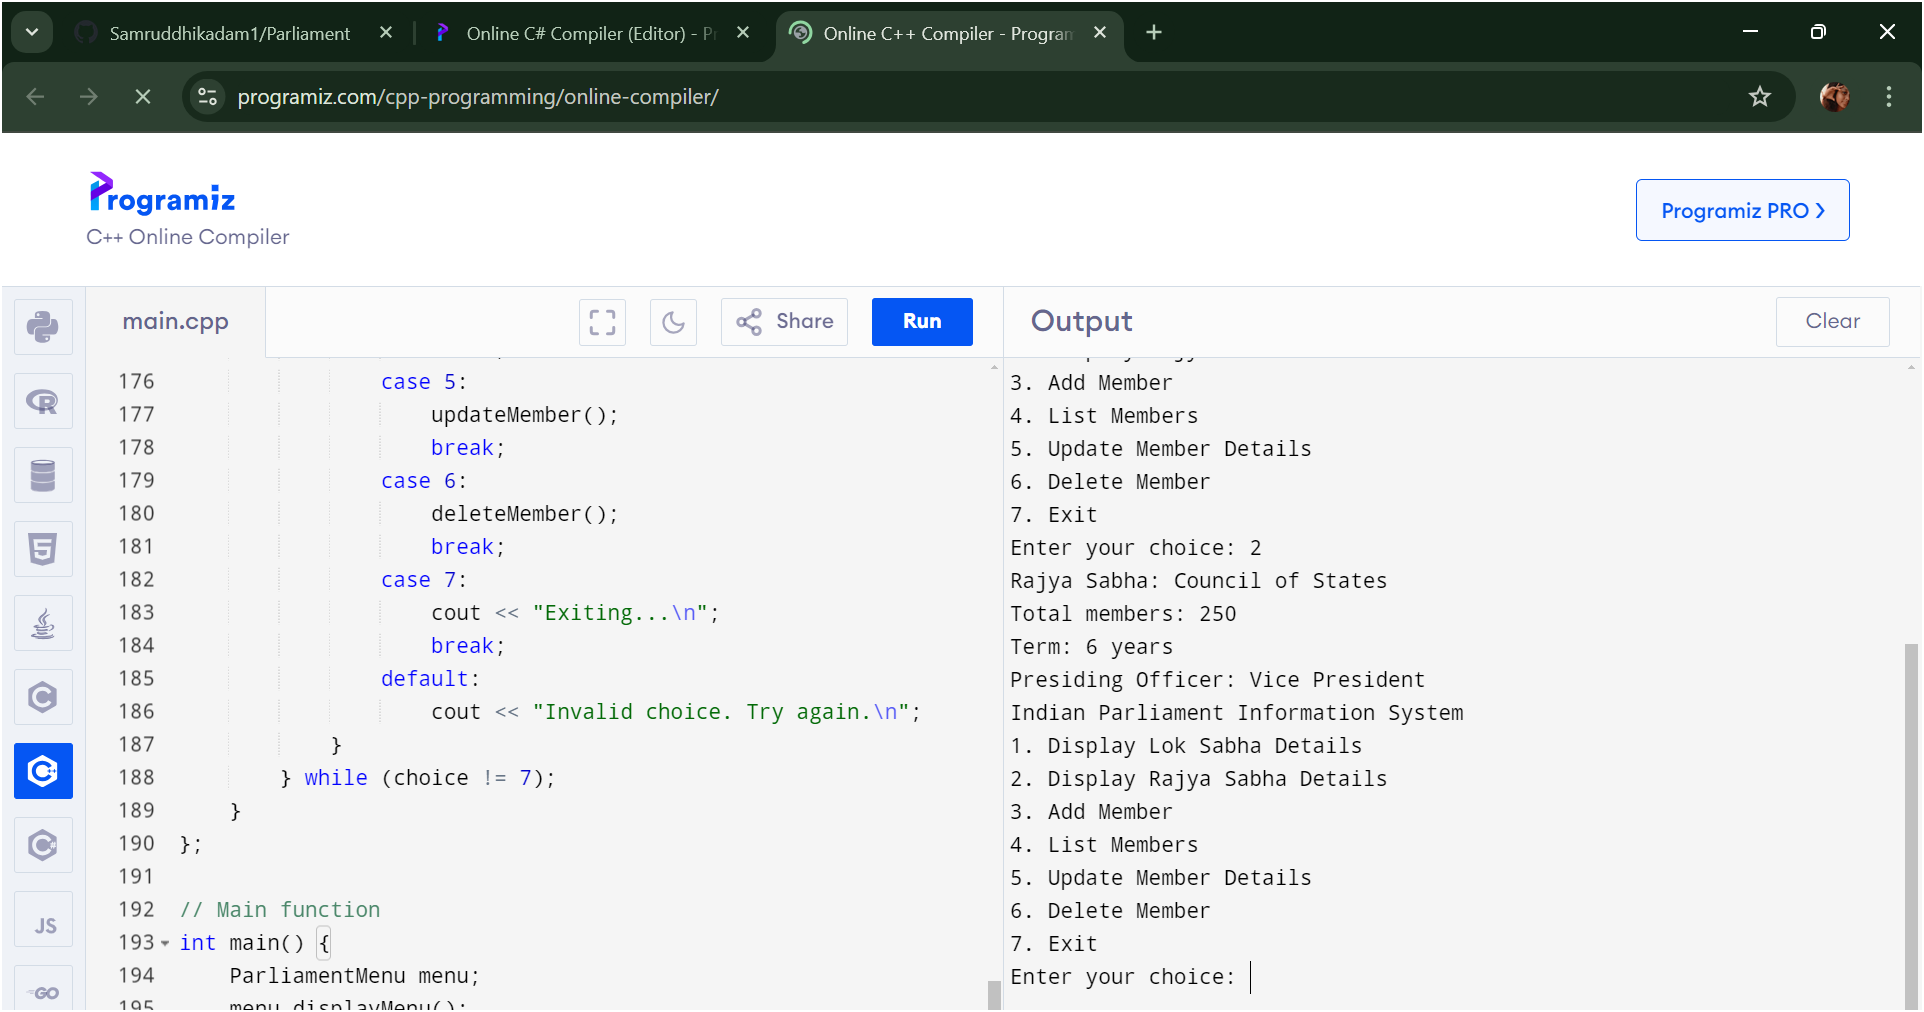 Samruddhikadam1/Parliament
Online C# Compiler (Editor) - Pr
Online C++ Compiler - Program
programiz.com/cpp-programming/online-compiler/
Programiz
C++ Online Compiler
Programiz PRO
main.cpp
Share
Run
Output
Clear
176 case 5:
177 updateMember();
178 break;
179 case 6:
180 deleteMember();
181 break;
182 case 7:
183 cout << "Exiting...\n";
184 break;
185 default:
186 cout << "Invalid choice. Try again.\n";
187 }
188 } while (choice != 7);
189 }
190 };
191
192 // Main function
193 int main() {
194 ParliamentMenu menu;
195 menu.displayMenu();
3. Add Member
4. List Members
5. Update Member Details
6. Delete Member
7. Exit
Enter your choice: 2
Rajya Sabha: Council of States
Total members: 250
Term: 6 years
Presiding Officer: Vice President
Indian Parliament Information System
1. Display Lok Sabha Details
2. Display Rajya Sabha Details
3. Add Member
4. List Members
5. Update Member Details
6. Delete Member
7. Exit
Enter your choice:
R
5
C
C++
C#
JS
GO